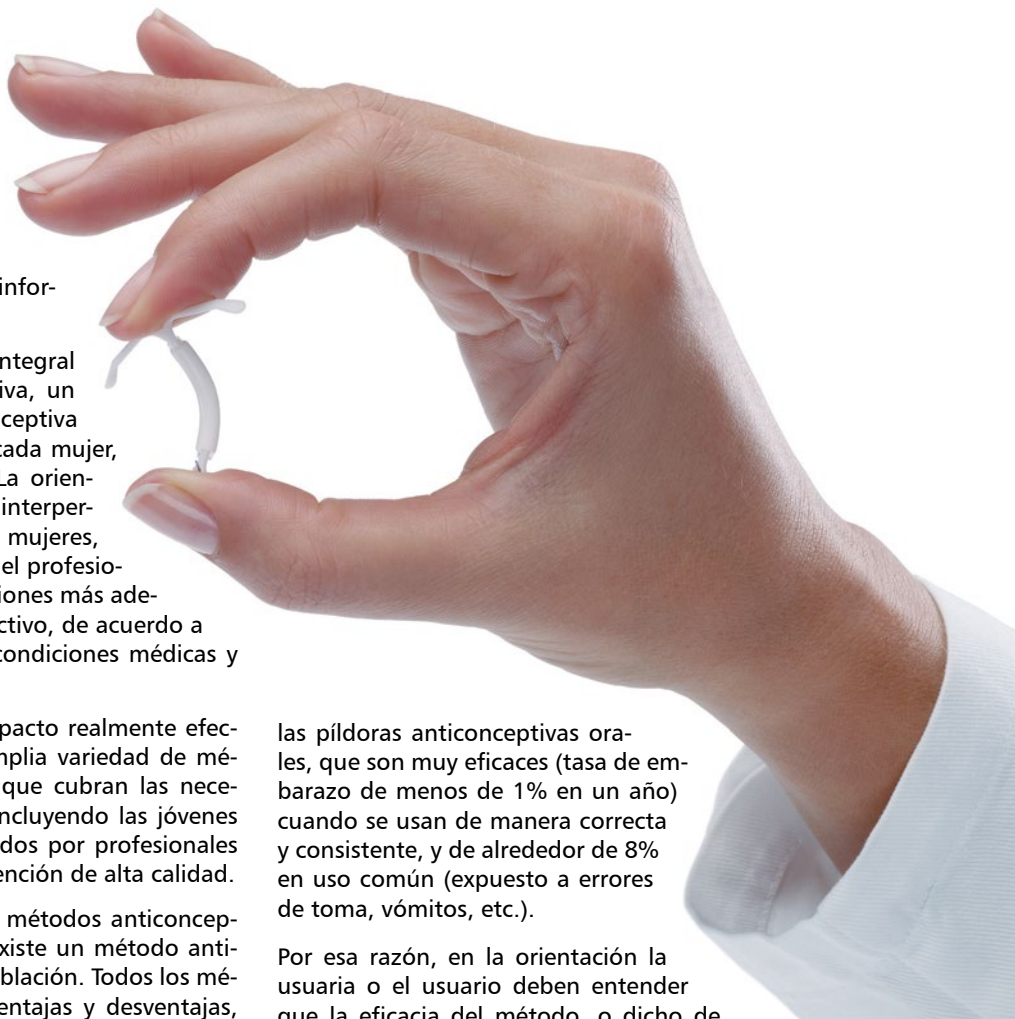 infor-
ntegral
iva, un
ceptiva
cada mujer,
La orien-
interper-
mujeres,
el profesio-
iones más ade-
ctivo, de acuerdo a
condiciones médicas y
pacto realmente efec-
mplia variedad de mé-
que cubran las nece-
ncluyendo las jóvenes
dos por profesionales
ención de alta calidad.
métodos anticoncep-
xiste un método anti-
blación. Todos los mé-
entajas y desventajas,
las píldoras anticonceptivas ora-
les, que son muy eficaces (tasa de em-
barazo de menos de 1% en un año)
cuando se usan de manera correcta
y consistente, y de alrededor de 8%
en uso común (expuesto a errores
de toma, vómitos, etc.).
Por esa razón, en la orientación la
usuaria o el usuario deben entender
que la eficacia del método, o dicho de